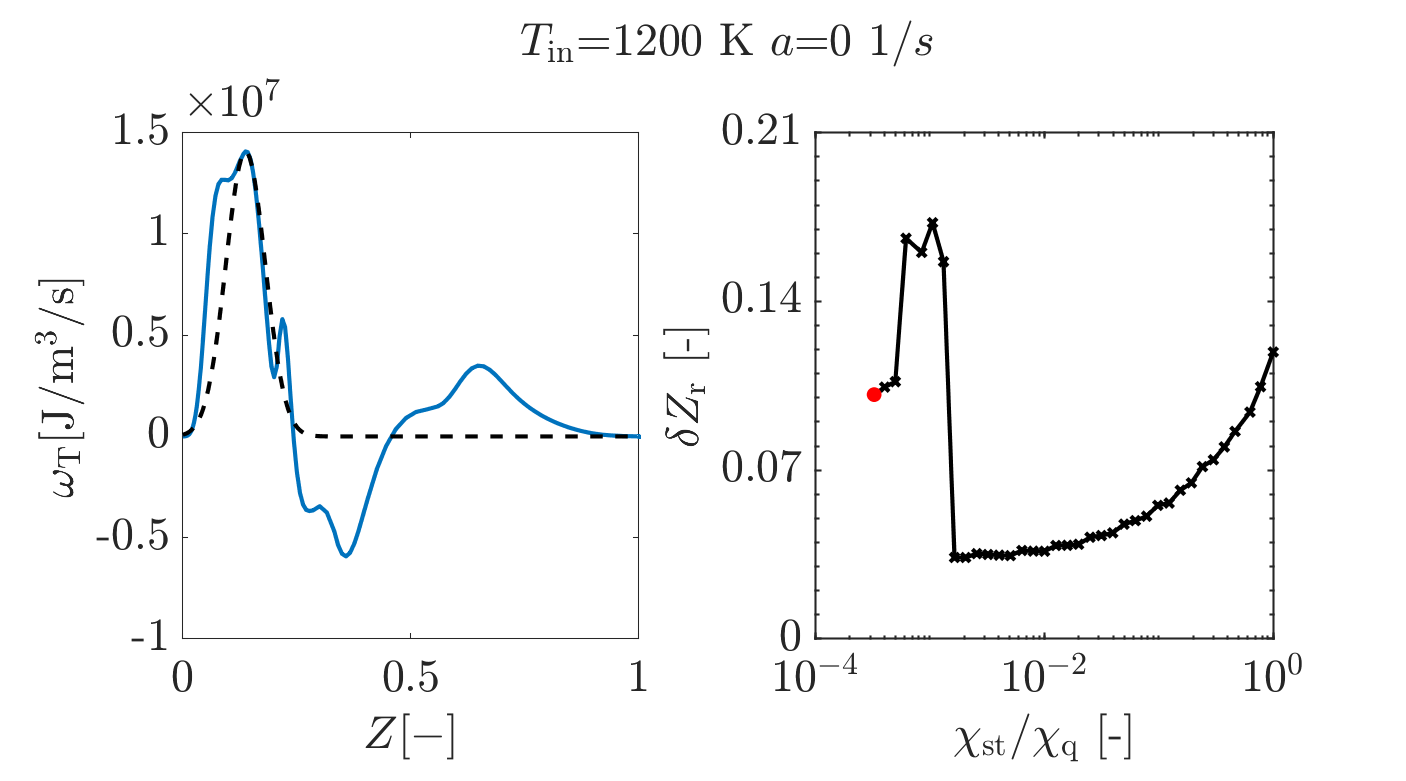 T_in=1200 K a=0 1/s
×10^7
1.5
1
0.5
0
-0.5
-1
0 0.5 1
Z[−]
ω_T[J/m^3/s]
0.21
0.14
0.07
0
10^−4 10^−2 10^0
χ_st/χ_q [-]
δZ_r [-]